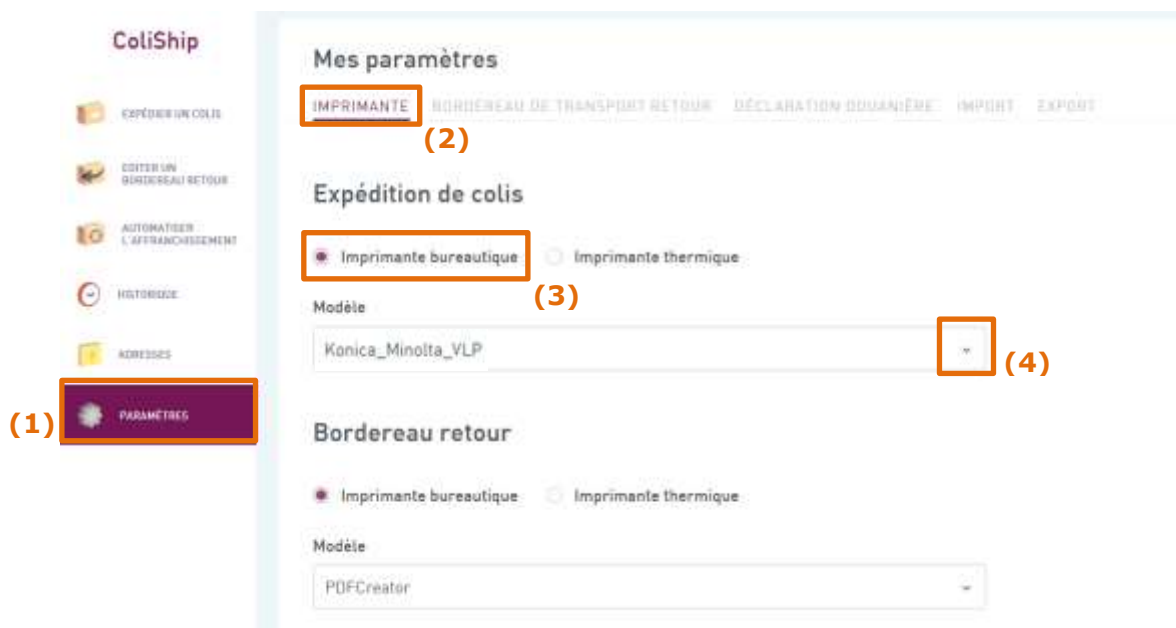 ColiShip
EXPÉDIER UN COLIS
EDITER UN
BORDEREAU RETOUR
AUTOMATISER
L'AFFRANCHISSEMENT
HISTORIQUE
ADRESSES
(1)
PARAMÈTRES
Mes paramètres
IMPRIMANTE BORDEREAU DE TRANSPORT RETOUR DÉCLARATION DOUANIÈRE IMPORT EXPORT
(2)
Expédition de colis
Imprimante bureautique Imprimante thermique
(3)
Modèle
Konica_Minolta_VLP
(4)
Bordereau retour
Imprimante bureautique Imprimante thermique
Modèle
PDFCreator